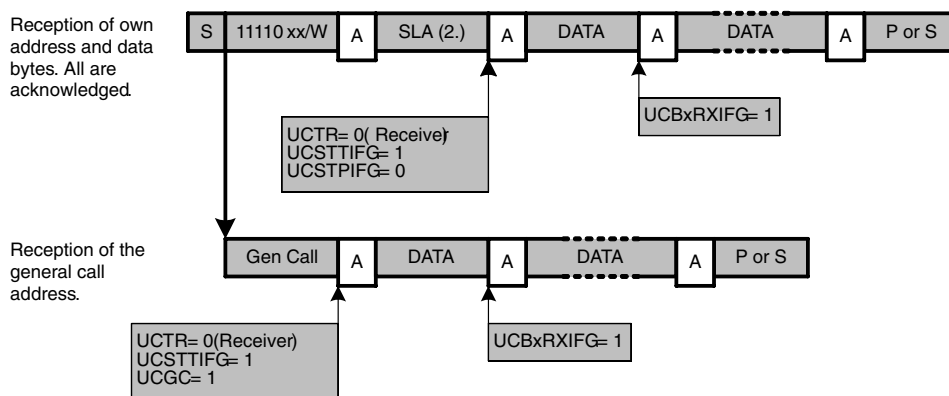 Reception of own
address and data
bytes. All are
acknowledged.
S 11110 xx/W A SLA (2.) A DATA A DATA A P or S
UCTR= 0( Receiver)
UCSTTIFG= 1
UCSTPIFG= 0
UCBxRXIFG= 1
Reception of the
general call
address.
Gen Call A DATA A DATA A P or S
UCTR= 0(Receiver)
UCSTTIFG= 1
UCGC= 1
UCBxRXIFG= 1